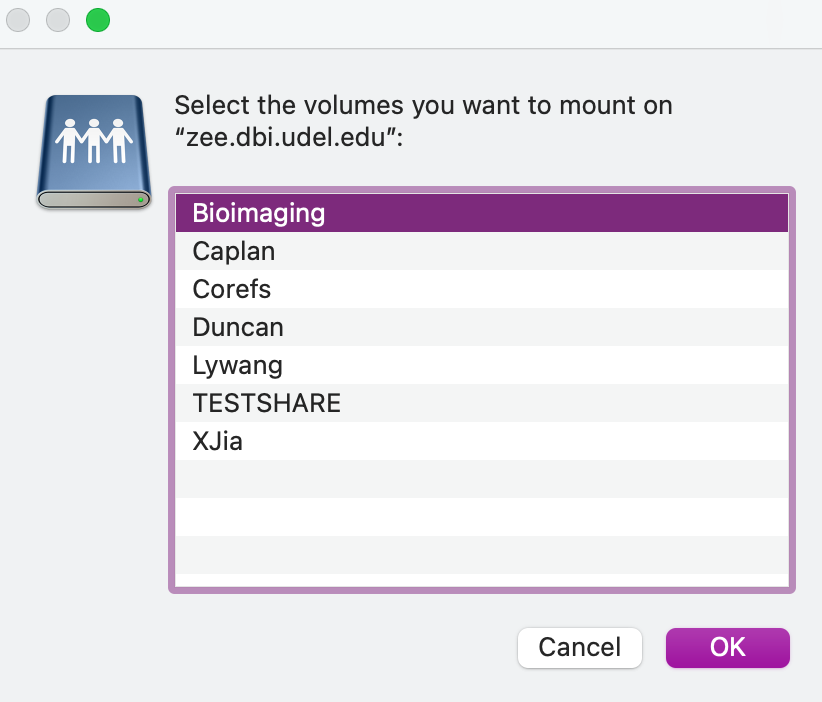 Select the volumes you want to mount on
“zee.dbi.udel.edu”:
Bioimaging
Caplan
Corefs
Duncan
Lywang
TESTSHARE
XJia
Cancel
OK